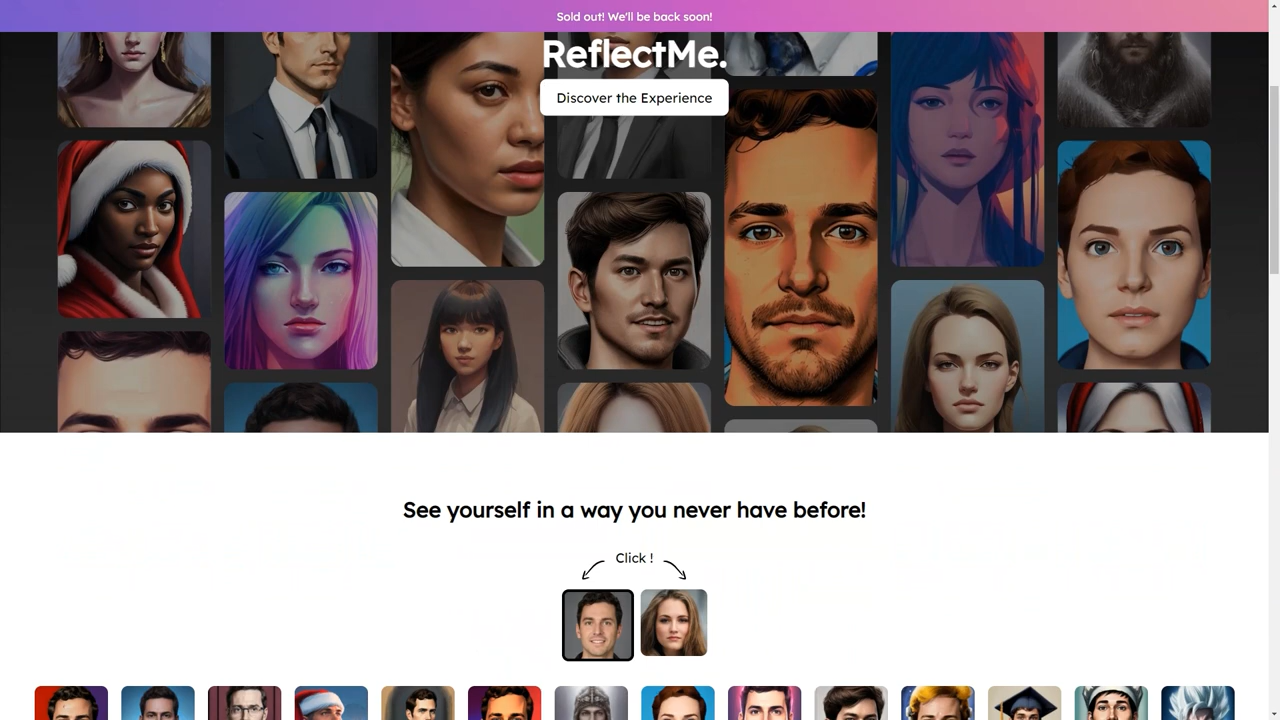 Sold out! We'll be back soon!
ReflectMe.
Discover the Experience
See yourself in a way you never have before!
Click !